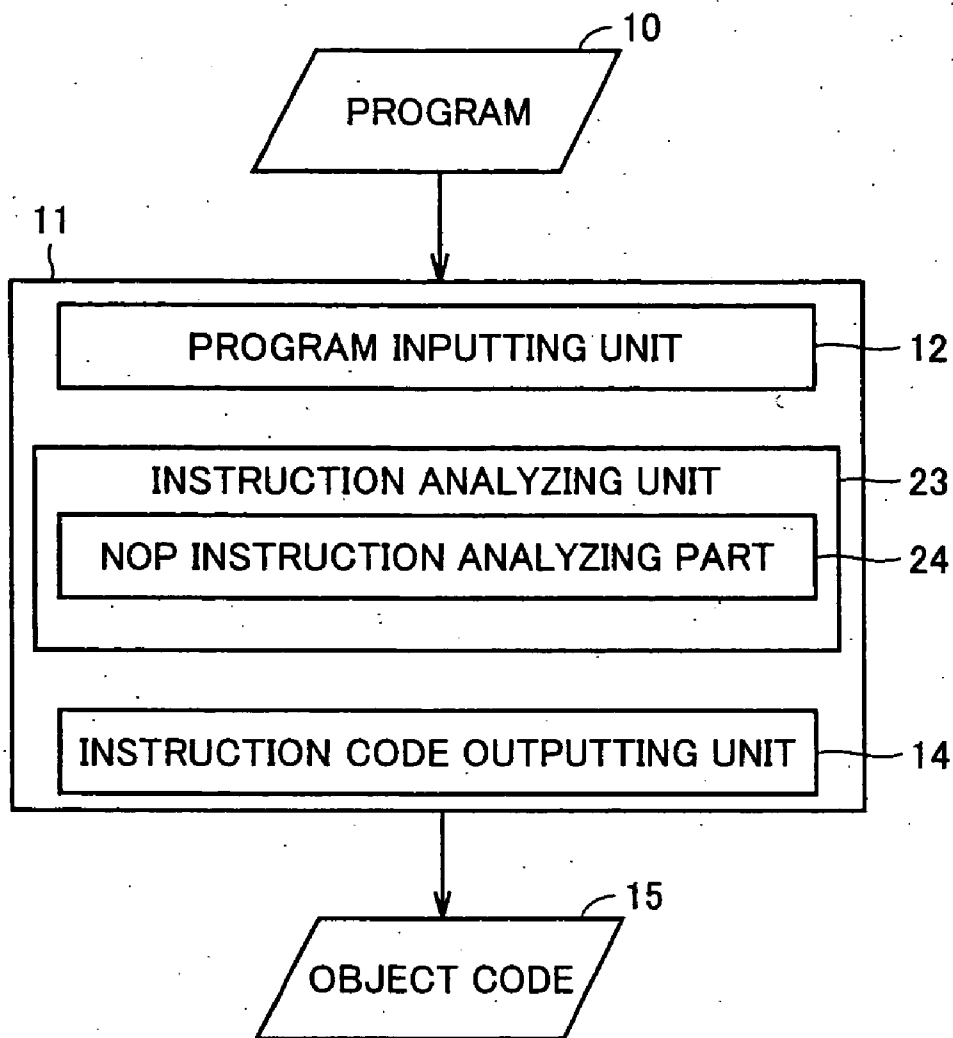 10
PROGRAM
11
PROGRAM INPUTTING UNIT
12
INSTRUCTION ANALYZING UNIT
23
NOP INSTRUCTION ANALYZING PART
24
INSTRUCTION CODE OUTPUTTING UNIT
14
15
OBJECT CODE